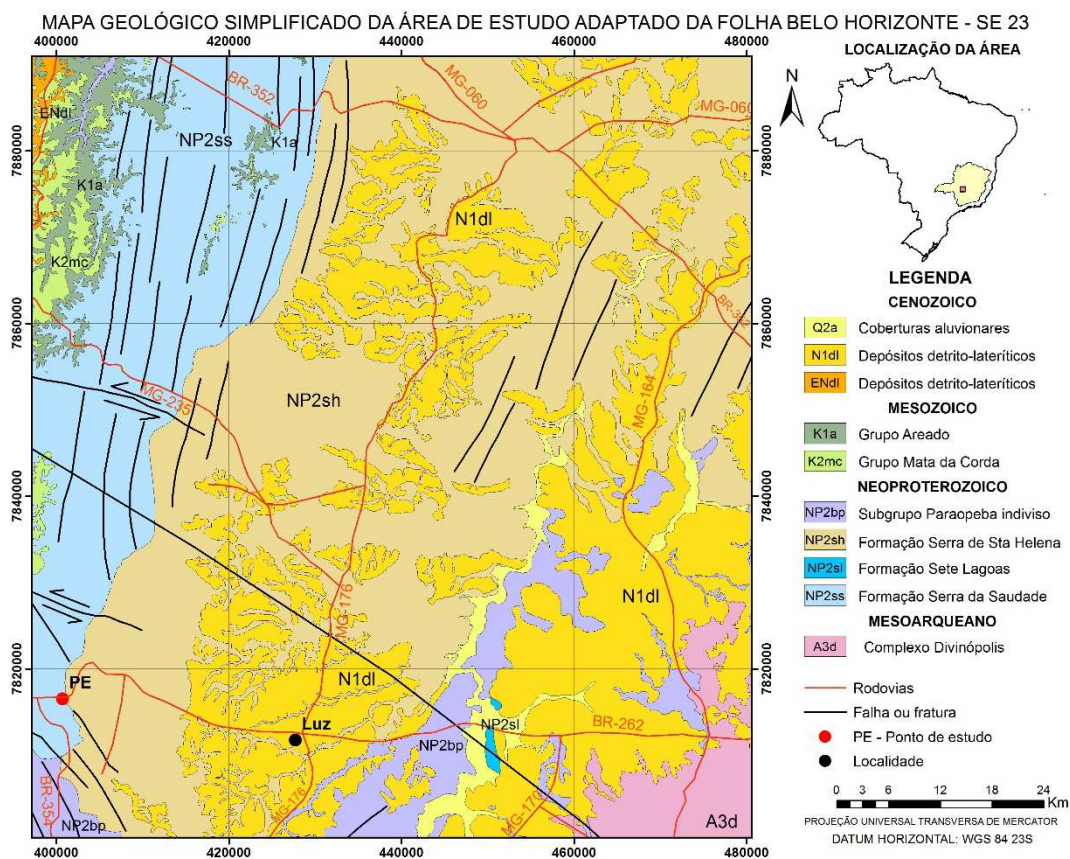 MAPA GEOLÓGICO SIMPLIFICADO DA ÁREA DE ESTUDO ADAPTADO DA FOLHA BELO HORIZONTE - SE 23
400000 420000 440000 460000 480000
7880000
7860000
7840000
7820000
ENdl
NP2ss
BR-352
K1a
MG-060
MG-060
K1a
K2mc
N1dl
BR-352
MG-235
NP2sh
MG-164
MG-176
N1dl
N1dl
PE
Luz
NP2sl
BR-262
NP2bp
BR-354
MG-176
MG-170
NP2bp
A3d
7880000
7860000
7840000
7820000
400000 420000 440000 460000 480000
LOCALIZAÇÃO DA ÁREA
N
LEGENDA
CENOZOICO
Q2a Coberturas aluvionares
N1dl Depósitos detrito-lateríticos
ENdl Depósitos detrito-lateríticos
MESOZOICO
K1a Grupo Areado
K2mc Grupo Mata da Corda
NEOPROTEROZOICO
NP2bp Subgrupo Paraopeba indiviso
NP2sh Formação Serra de Sta Helena
NP2sl Formação Sete Lagoas
NP2ss Formação Serra da Saudade
MESOARQUEANO
A3d Complexo Divinópolis
Rodovias
Falha ou fratura
PE - Ponto de estudo
Localidade
0 3 6 12 18 24 Km
PROJEÇÃO UNIVERSAL TRANSVERSA DE MERCATOR
DATUM HORIZONTAL: WGS 84 23S